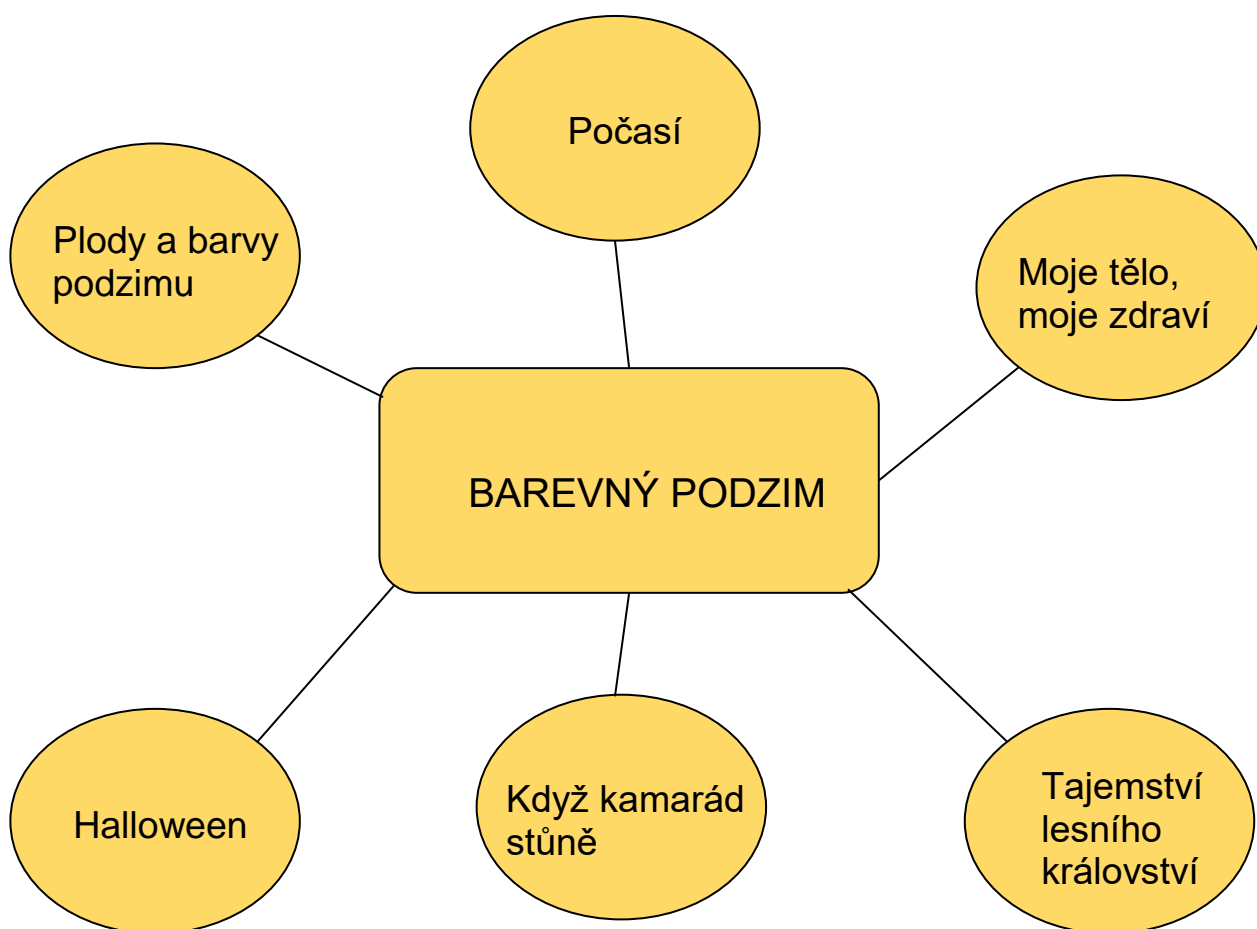 Počasí
Plody a barvy
podzimu
Moje tělo,
moje zdraví
BAREVNÝ PODZIM
Halloween
Když kamarád
stůně
Tajemství
lesního
království